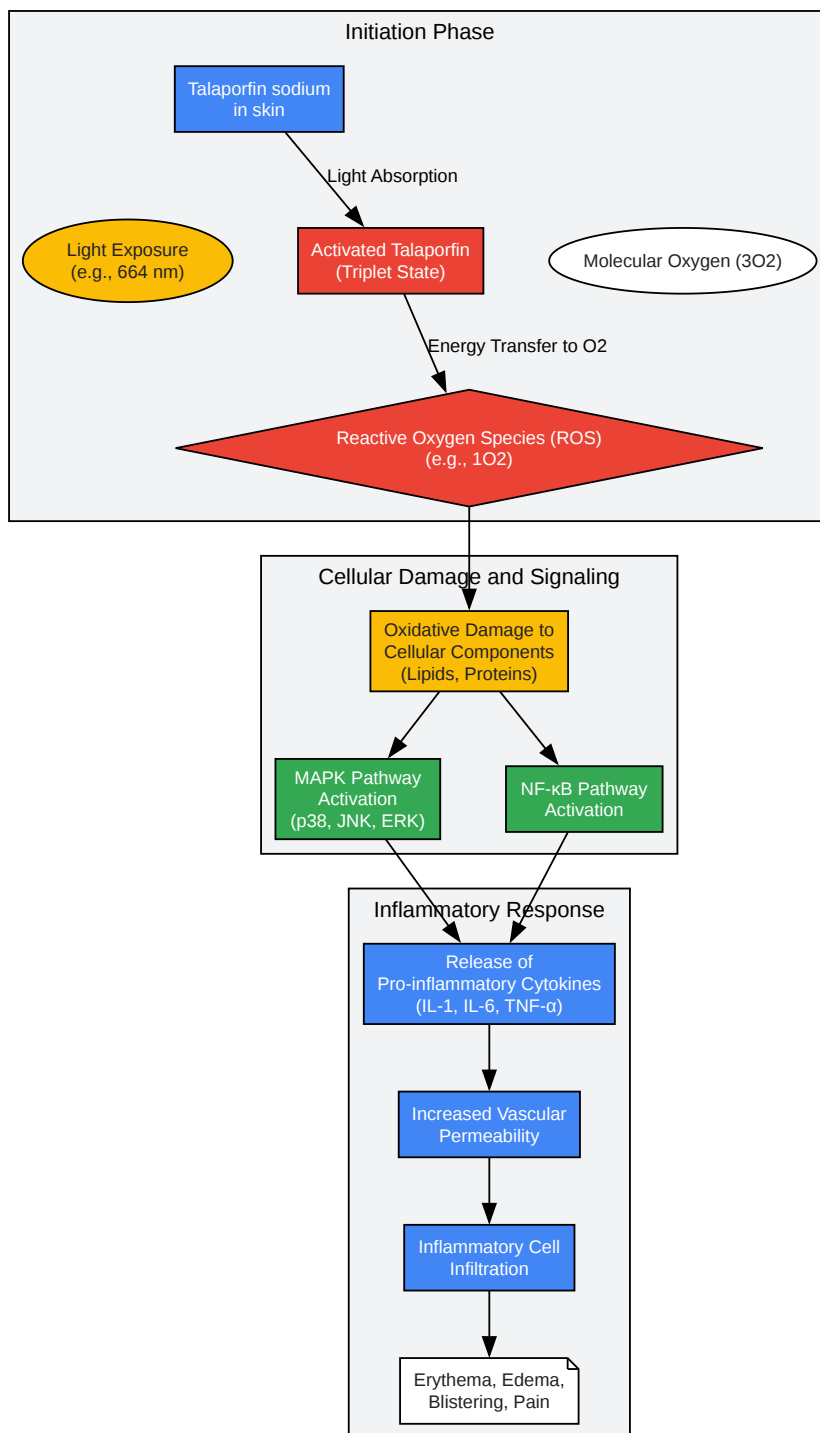 Initiation Phase
Talaporfin sodium
in skin
Light Absorption
Light Exposure
(e.g., 664 nm)
Activated Talaporfin
(Triplet State)
Molecular Oxygen (3O2)
Energy Transfer to O2
Reactive Oxygen Species (ROS)
(e.g., 1O2)
Cellular Damage and Signaling
Oxidative Damage to
Cellular Components
(Lipids, Proteins)
MAPK Pathway
Activation
(p38, JNK, ERK)
NF-κB Pathway
Activation
Inflammatory Response
Release of
Pro-inflammatory Cytokines
(IL-1, IL-6, TNF-α)
Increased Vascular
Permeability
Inflammatory Cell
Infiltration
Erythema, Edema,
Blistering, Pain